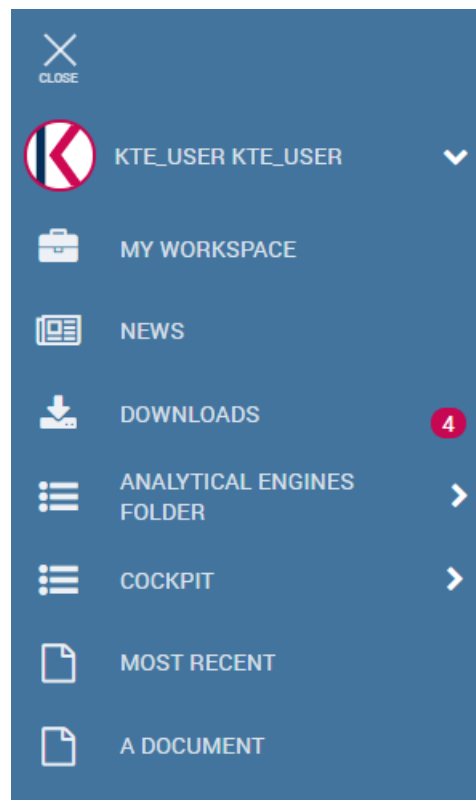 CLOSE
KTE_USER KTE_USER
MY WORKSPACE
NEWS
DOWNLOADS
4
ANALYTICAL ENGINES
FOLDER
COCKPIT
MOST RECENT
A DOCUMENT